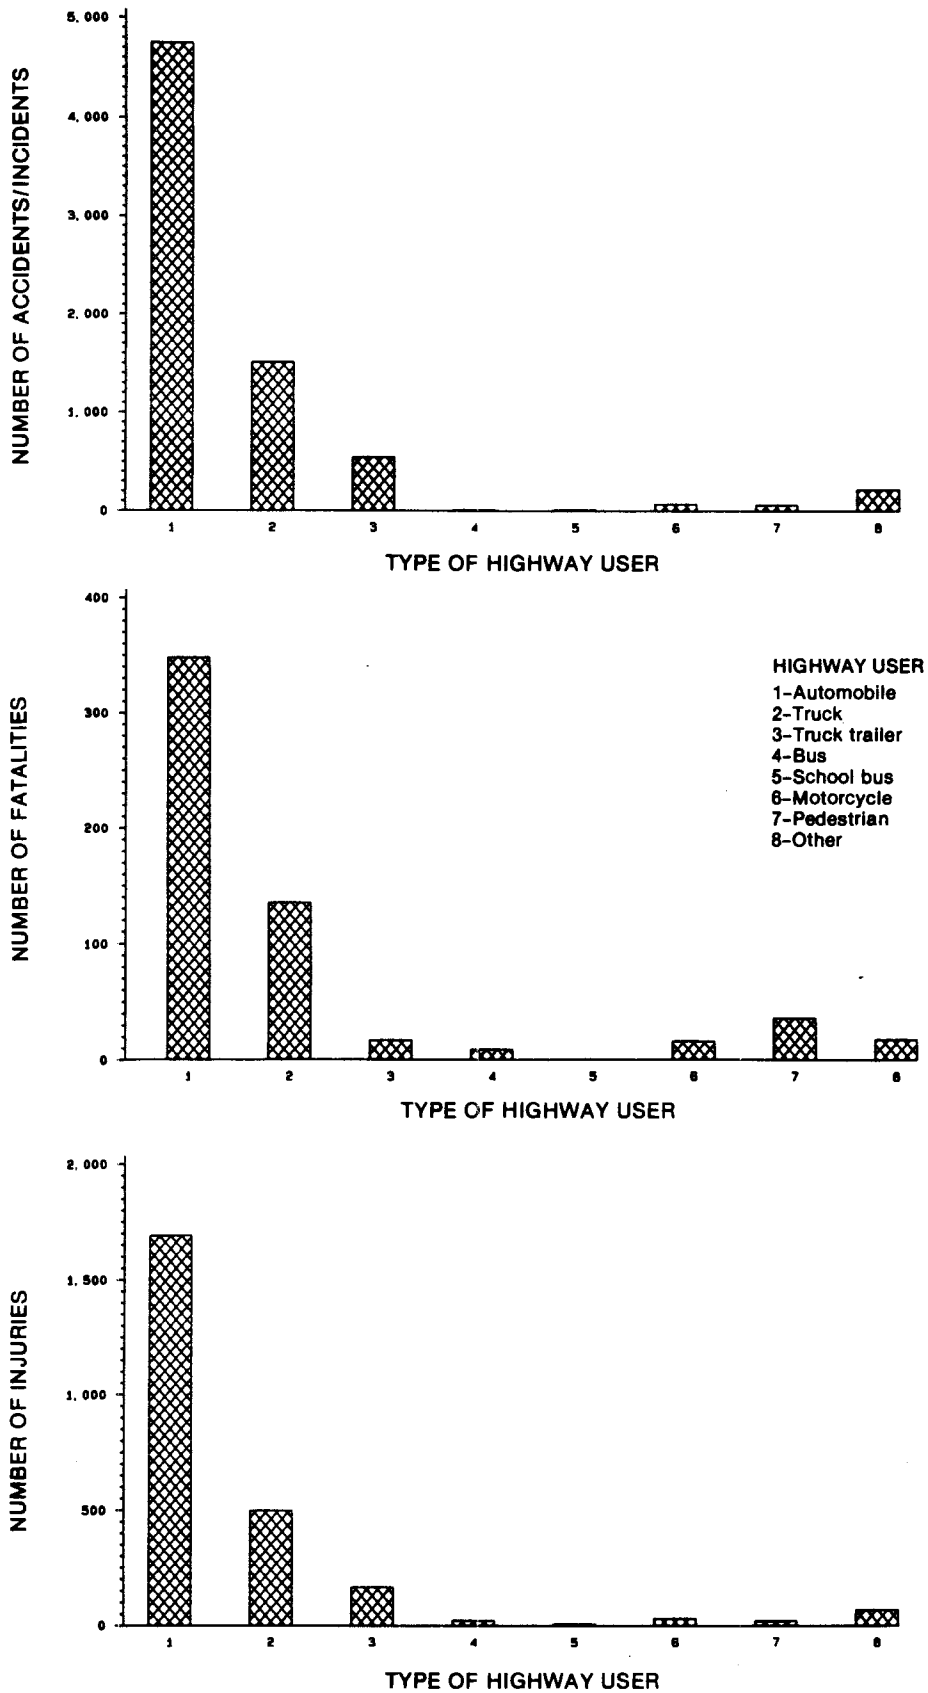 NUMBER OF ACCIDENTS/INCIDENTS
5,000
4,000
3,000
2,000
1,000
0
1 2 3 4 5 6 7 8
TYPE OF HIGHWAY USER
NUMBER OF FATALITIES
400
300
200
100
0
1 2 3 4 5 6 7 8
TYPE OF HIGHWAY USER
HIGHWAY USER
1-Automobile
2-Truck
3-Truck trailer
4-Bus
5-School bus
6-Motorcycle
7-Pedestrian
8-Other
NUMBER OF INJURIES
2,000
1,500
1,000
500
0
1 2 3 4 5 6 7 8
TYPE OF HIGHWAY USER